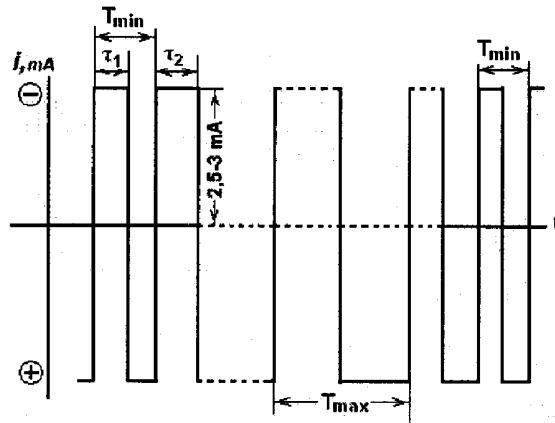 Tmin
τ1
τ2
Tmin
i, mA
⊖
2,5-3 mA
t
⊕
Tmax